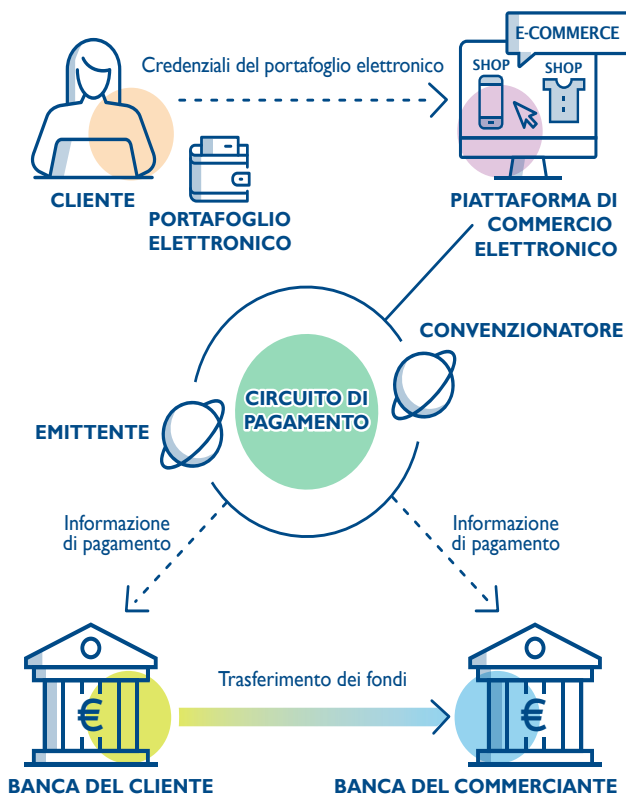 E-COMMERCE
Credenziali del portafoglio elettronico
SHOP
SHOP
CLIENTE
PORTAFOGLIO
ELETTRONICO
PIATTAFORMA DI
COMMERCIO
ELETTRONICO
CONVENZIONATORE
CIRCUITO DI
PAGAMENTO
EMITTENTE
Informazione
di pagamento
Informazione
di pagamento
Trasferimento dei fondi
€
€
BANCA DEL CLIENTE
BANCA DEL COMMERCIANTE